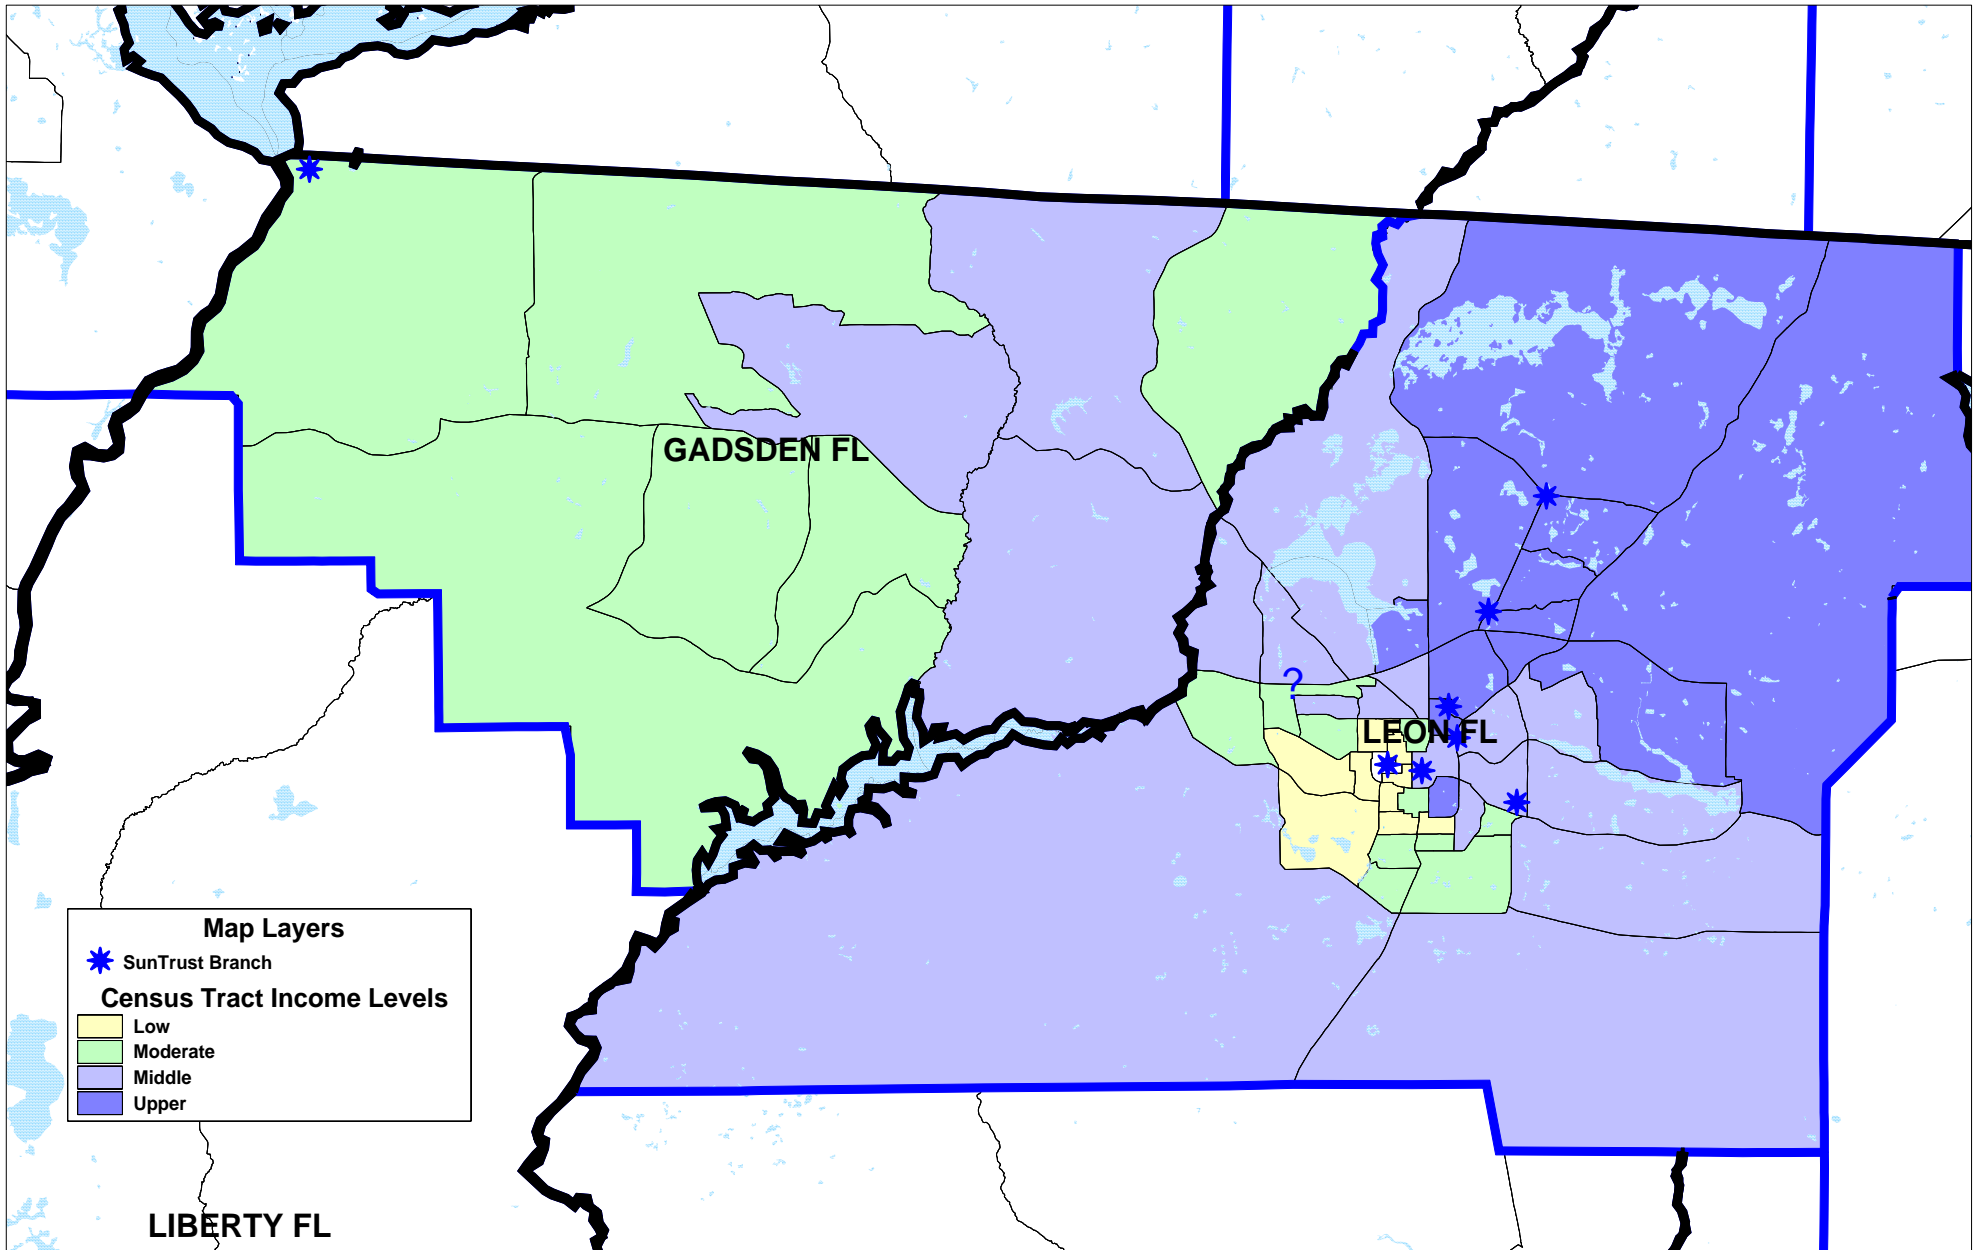 GADSDEN FL
?
LEON FL
Map Layers
SunTrust Branch
Census Tract Income Levels
Low
Moderate
Middle
Upper
LIBERTY FL